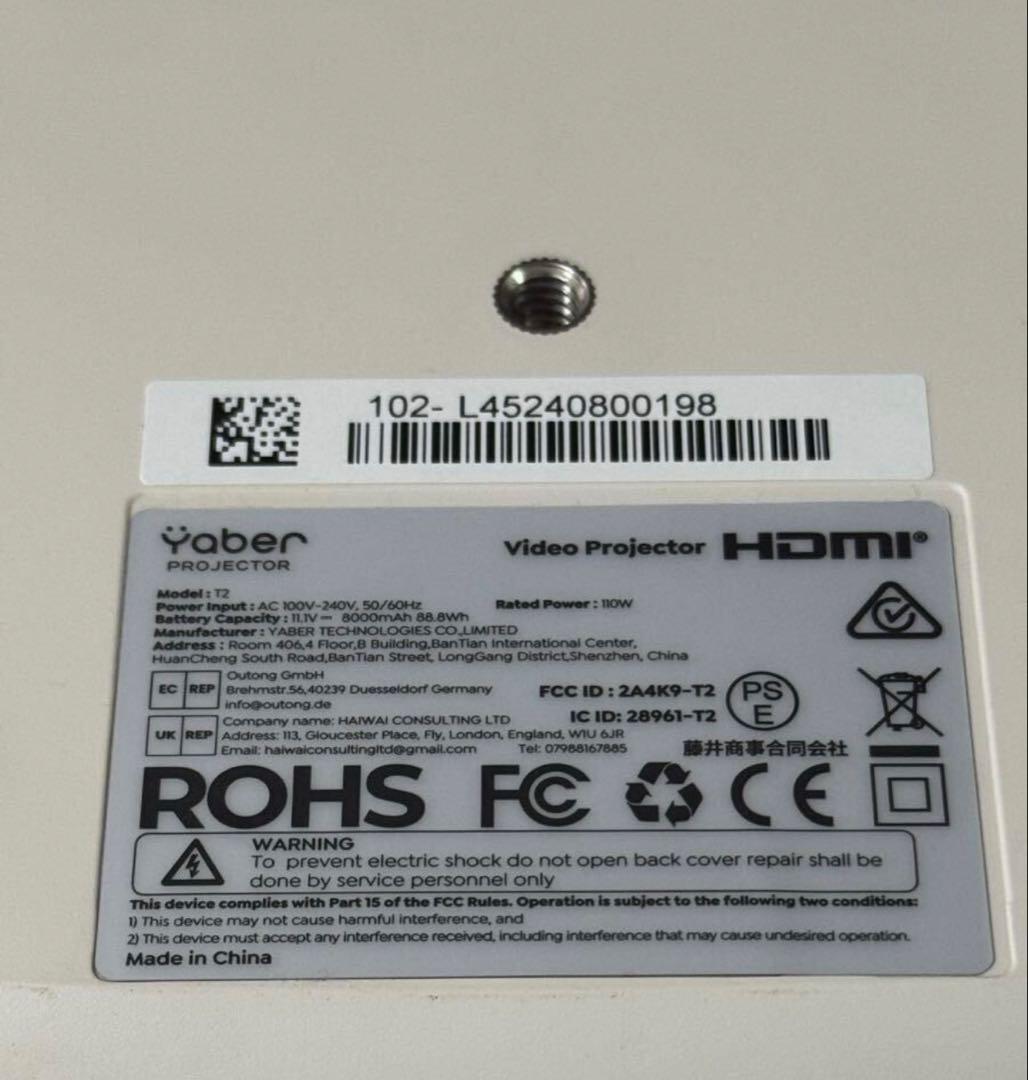 102- L45240800198
Yaber
PROJECTOR
Video Projector HDMI®
Model : T2
Power Input : AC 100V-240V, 50/60Hz Rated Power : 110W
Battery Capacity : 11.1V⎓ 8000mAh 88.8Wh
Manufacturer : YABER TECHNOLOGIES CO.,LIMITED
Address : Room 406,4 Floor,B Building,BanTian International Center,
HuanCheng South Road,BanTian Street, LongGang District,Shenzhen, China
EC REP
Outong GmbH
Brehmstr.56,40239 Duesseldorf Germany
info@outong.de
FCC ID : 2A4K9-T2
IC ID: 28961-T2
PS
E
UK REP
Company name: HAIWAI CONSULTING LTD
Address: 113, Gloucester Place, Fly, London, England, W1U 6JR
Email: haiwaiconsultingltd@gmail.com Tel: 07988167885
藤井商事合同会社
ROHS FC CE
WARNING
To prevent electric shock do not open back cover repair shall be
done by service personnel only
This device complies with Part 15 of the FCC Rules. Operation is subject to the following two conditions:
1) This device may not cause harmful interference, and
2) This device must accept any interference received, including interference that may cause undesired operation.
Made in China